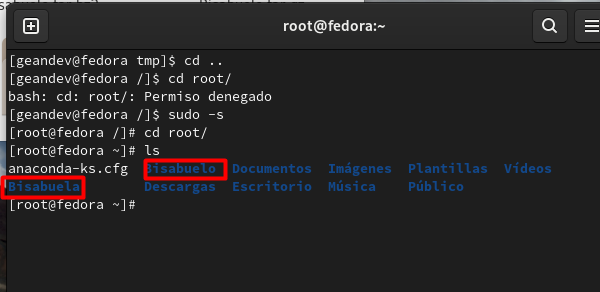 root@fedora:~
[geandev@fedora tmp]$ cd ..
[geandev@fedora /]$ cd root/
bash: cd: root/: Permiso denegado
[geandev@fedora /]$ sudo -s
[root@fedora /]# cd root/
[root@fedora ~]# ls
anaconda-ks.cfg Bisabuelo Documentos Imágenes Plantillas Vídeos
Bisabuela Descargas Escritorio Música Público
[root@fedora ~]#